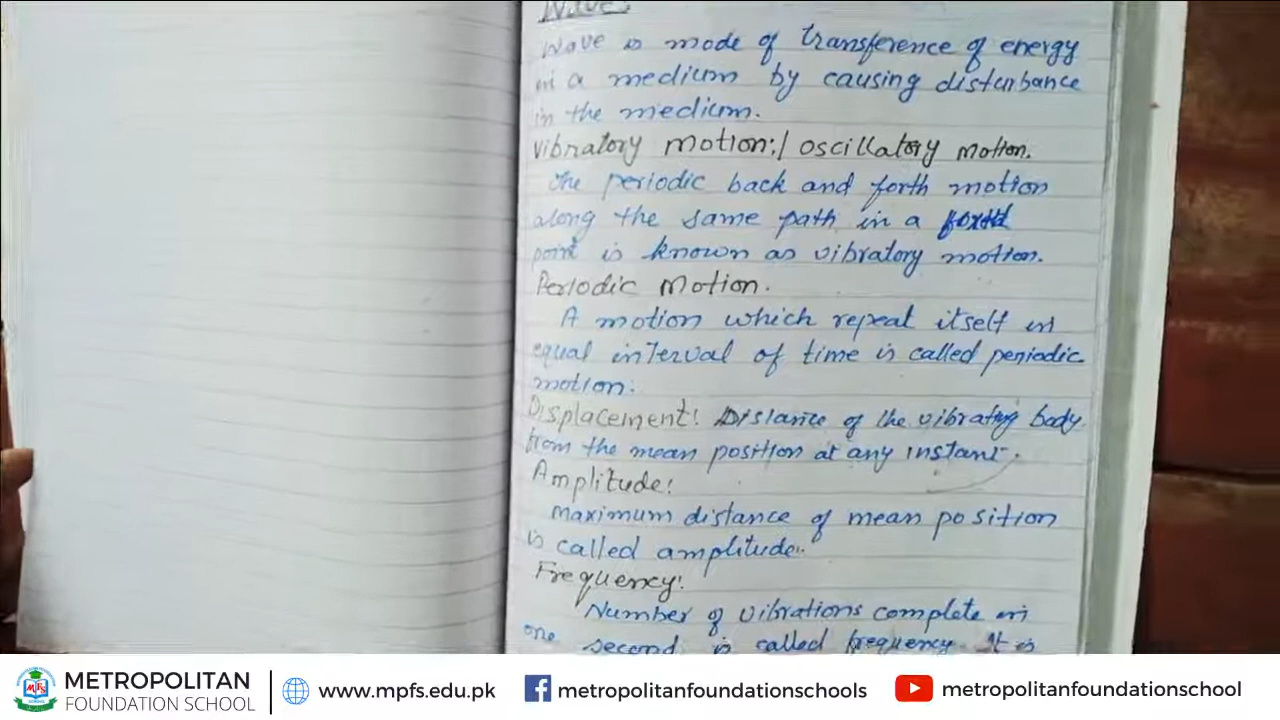 Wave:
Wave is mode of transference of energy
in a medium by causing disturbance
in the medium.
Vibratory motion:/ oscillatory motion.
The periodic back and forth motion
along the same path in a
point is known as vibratory motion.
Periodic Motion.
A motion which repeat itself in
equal interval of time is called periodic
motion.
Displacement: Distance of the vibrating body
from the mean position at any instant.
Amplitude:
Maximum distance of mean position
is called amplitude.
Frequency:
Number of vibrations complete in
one second is called frequency. It is
METROPOLITAN
FOUNDATION SCHOOL
MFS
www.mpfs.edu.pk
metropolitanfoundationschools
metropolitanfoundationschool